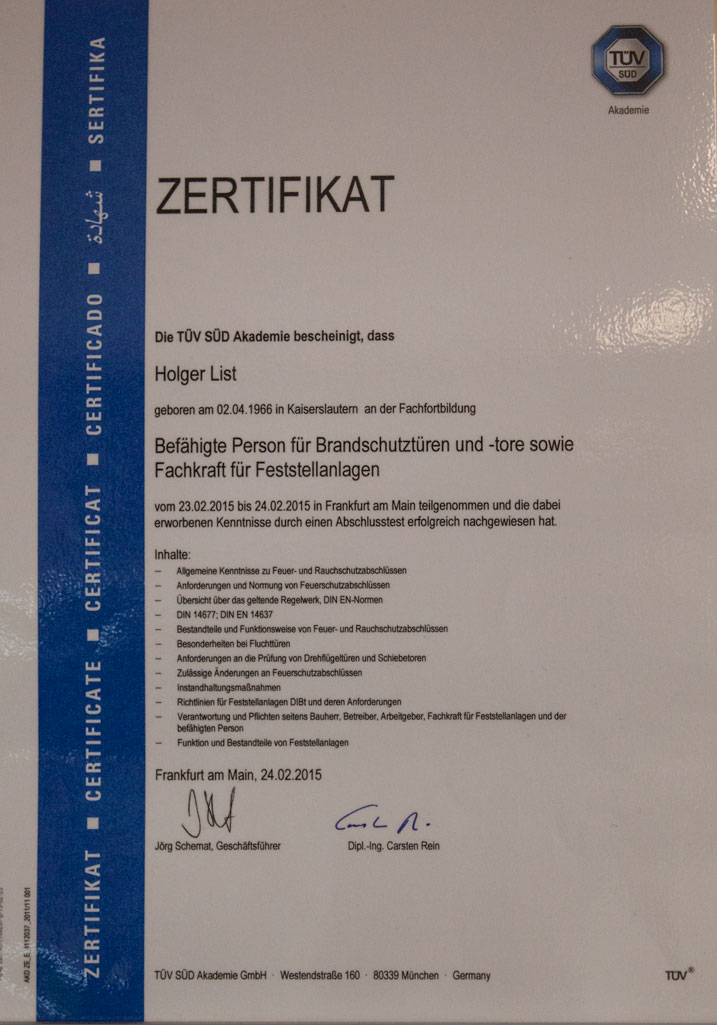 TÜV
SÜD
Akademie
ZERTIFIKAT ■ CERTIFICATE ■ CERTIFICAT ■ CERTIFICADO ■ شهادة ■ SERTIFIKA
ZERTIFIKAT
Die TÜV SÜD Akademie bescheinigt, dass
Holger List
geboren am 02.04.1966 in Kaiserslautern an der Fachfortbildung
Befähigte Person für Brandschutztüren und -tore sowie
Fachkraft für Feststellanlagen
vom 23.02.2015 bis 24.02.2015 in Frankfurt am Main teilgenommen und die dabei
erworbenen Kenntnisse durch einen Abschlusstest erfolgreich nachgewiesen hat.
Inhalte:
– Allgemeine Kenntnisse zu Feuer- und Rauchschutzabschlüssen
– Anforderungen und Normung von Feuerschutzabschlüssen
– Übersicht über das geltende Regelwerk, DIN EN-Normen
– DIN 14677; DIN EN 14637
– Bestandteile und Funktionsweise von Feuer- und Rauchschutzabschlüssen
– Besonderheiten bei Fluchttüren
– Anforderungen an die Prüfung von Drehflügeltüren und Schiebetoren
– Zulässige Änderungen an Feuerschutzabschlüssen
– Instandhaltungsmaßnahmen
– Richtlinien für Feststellanlagen DIBt und deren Anforderungen
– Verantwortung und Pflichten seitens Bauherr, Betreiber, Arbeitgeber, Fachkraft für Feststellanlagen und der
befähigten Person
– Funktion und Bestandteile von Feststellanlagen
Frankfurt am Main, 24.02.2015
Jörg Schemat, Geschäftsführer
Dipl.-Ing. Carsten Rein
TÜV SÜD Akademie GmbH · Westendstraße 160 · 80339 München · Germany
TÜV®